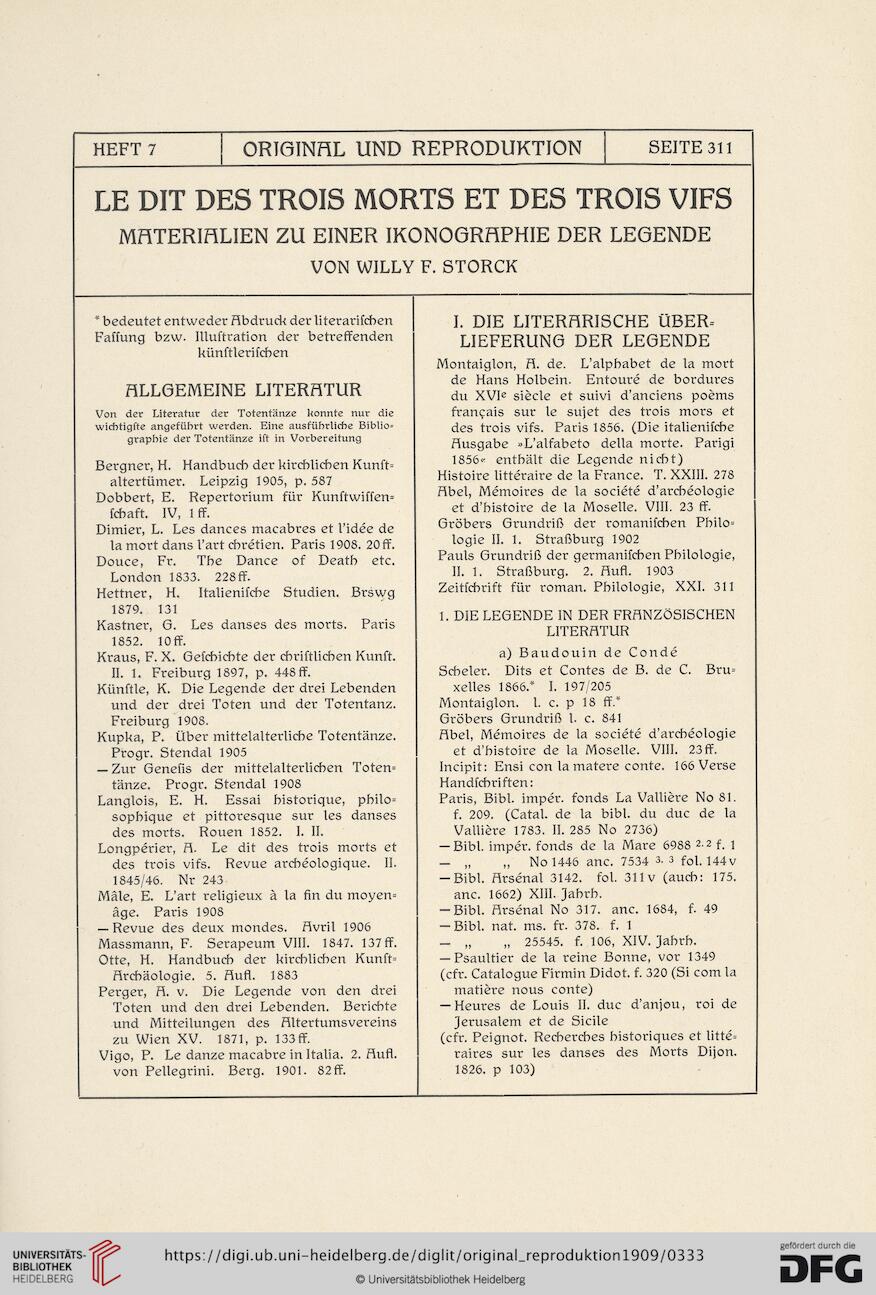 HEFT 7
ORIGINAL UND REPRODUKTION
SEITE 311
LE DIT DES TROIS MORTS ET DES TROIS VIFS
MATERIALIEN ZU EINER IKONOGRAPHIE DER LEGENDE
VON WILLY F. STORCK
* bedeutet entweder Abdruck der literariſchen
Faſſung bzw. Illuſtration der betreffenden
künſtleriſchen
ALLGEMEINE LITERATUR
Von der Literatur der Totentänze konnte nur die
wichtigſte angeführt werden. Eine ausführliche Biblio=
graphie der Totentänze iſt in Vorbereitung
Bergner, H. Handbuch der kirchlichen Kunſt=
altertümer. Leipzig 1905, p. 587
Dobbert, E. Repertorium für Kunſtwiſſen=
ſchaft. IV, 1 ff.
Dimier, L. Les dances macabres et l'idée de
la mort dans l'art chrétien. Paris 1908. 20 ff.
Douce, Fr. The Dance of Death etc.
London 1833. 228 ff.
Hettner, H. Italieniſche Studien. Brswg
1879. 131
Kastner, G. Les danses des morts. Paris
1852. 10 ff.
Kraus, F. X. Geſchichte der chriſtlichen Kunſt.
II. 1. Freiburg 1897, p. 448 ff.
Künſtle, K. Die Legende der drei Lebenden
und der drei Toten und der Totentanz.
Freiburg 1908.
Kupka, P. Über mittelalterliche Totentänze.
Progr. Stendal 1905
— Zur Geneſis der mittelalterlichen Toten=
tänze. Progr. Stendal 1908
Langlois, E. H. Essai historique, philo=
sophique et pittoresque sur les danses
des morts. Rouen 1852. I. II.
Longpérier, A. Le dit des trois morts et
des trois vifs. Revue archéologique. II.
1845/46. Nr 243
Mâle, E. L'art religieux à la fin du moyen=
âge. Paris 1908
— Revue des deux mondes. Avril 1906
Massmann, F. Serapeum VIII. 1847. 137 ff.
Otte, H. Handbuch der kirchlichen Kunſt=
Archäologie. 5. Aufl. 1883
Perger, A. v. Die Legende von den drei
Toten und den drei Lebenden. Berichte
und Mitteilungen des Altertumsvereins
zu Wien XV. 1871, p. 133 ff.
Vigo, P. Le danze macabre in Italia. 2. Aufl.
von Pellegrini. Berg. 1901. 82 ff.
I. DIE LITERARISCHE ÜBER=
LIEFERUNG DER LEGENDE
Montaiglon, A. de. L'alphabet de la mort
de Hans Holbein. Entouré de bordures
du XVIe siècle et suivi d'anciens poèms
français sur le sujet des trois mors et
des trois vifs. Paris 1856. (Die italieniſche
Ausgabe »L'alfabeto della morte. Parigi
1856« enthält die Legende nicht)
Histoire littéraire de la France. T. XXIII. 278
Abel, Mémoires de la société d'archéologie
et d'histoire de la Moselle. VIII. 23 ff.
Gröbers Grundriß der romaniſchen Philo=
logie II. 1. Straßburg 1902
Pauls Grundriß der germaniſchen Philologie,
II. 1. Straßburg. 2. Aufl. 1903
Zeitſchrift für roman. Philologie, XXI. 311
1. DIE LEGENDE IN DER FRANZÖSISCHEN
LITERATUR
a) Baudouin de Condé
Scheler. Dits et Contes de B. de C. Bru=
xelles 1866.* I. 197/205
Montaiglon. l. c. p 18 ff.*
Gröbers Grundriß l. c. 841
Abel, Mémoires de la société d'archéologie
et d'histoire de la Moselle. VIII. 23 ff.
Incipit: Ensi con la matere conte. 166 Verse
Handſchriften:
Paris, Bibl. impér. fonds La Vallière No 81.
f. 209. (Catal. de la bibl. du duc de la
Vallière 1783. II. 285 No 2736)
— Bibl. impér. fonds de la Mare 6988 2. 2 f. 1
— „ „ No 1446 anc. 7534 3. 3 fol. 144 v
— Bibl. Arsénal 3142. fol. 311 v (auch: 175.
anc. 1662) XIII. Jahrh.
— Bibl. Arsénal No 317. anc. 1684, f. 49
— Bibl. nat. ms. fr. 378. f. 1
— „ „ 25545. f. 106, XIV. Jahrh.
— Psaultier de la reine Bonne, vor 1349
(cfr. Catalogue Firmin Didot. f. 320 (Si com la
matière nous conte)
— Heures de Louis II. duc d'anjou, roi de
Jerusalem et de Sicile
(cfr. Peignot. Recherches historiques et litté=
raires sur les danses des Morts Dijon.
1826. p 103)
UNIVERSITÄTS-
BIBLIOTHEK
HEIDELBERG
https://digi.ub.uni-heidelberg.de/diglit/original_reproduktion1909/0333
© Universitätsbibliothek Heidelberg
gefördert durch die
DFG